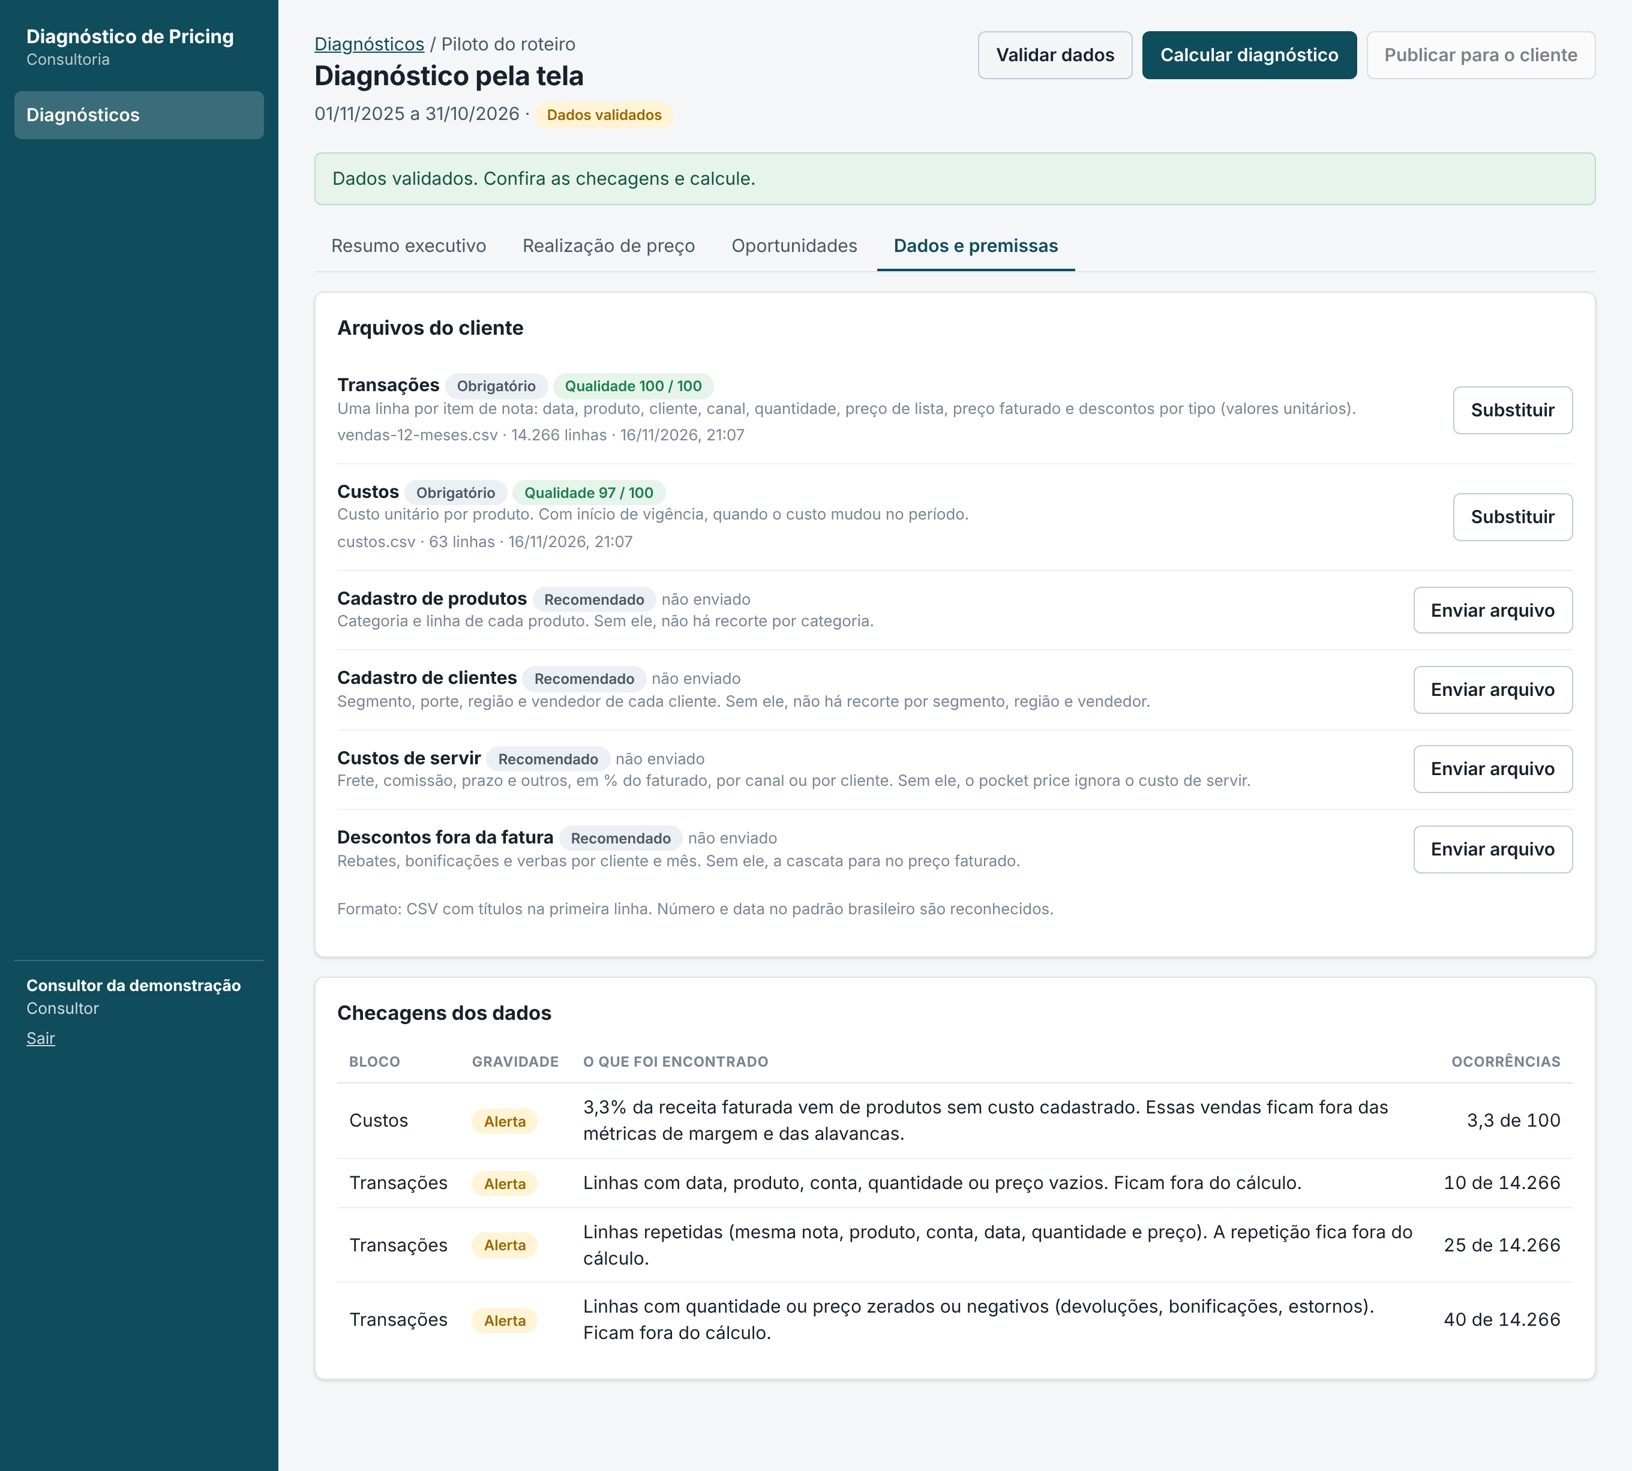 Diagnóstico de Pricing
Consultoria
Diagnósticos
Consultor da demonstração
Consultor
Sair
Diagnósticos / Piloto do roteiro
Diagnóstico pela tela
01/11/2025 a 31/10/2026 · Dados validados
Validar dados
Calcular diagnóstico
Publicar para o cliente
Dados validados. Confira as checagens e calcule.
Resumo executivo
Realização de preço
Oportunidades
Dados e premissas
Arquivos do cliente
Transações Obrigatório Qualidade 100 / 100
Uma linha por item de nota: data, produto, cliente, canal, quantidade, preço de lista, preço faturado e descontos por tipo (valores unitários).
vendas-12-meses.csv · 14.266 linhas · 16/11/2026, 21:07
Substituir
Custos Obrigatório Qualidade 97 / 100
Custo unitário por produto. Com início de vigência, quando o custo mudou no período.
custos.csv · 63 linhas · 16/11/2026, 21:07
Substituir
Cadastro de produtos Recomendado não enviado
Categoria e linha de cada produto. Sem ele, não há recorte por categoria.
Enviar arquivo
Cadastro de clientes Recomendado não enviado
Segmento, porte, região e vendedor de cada cliente. Sem ele, não há recorte por segmento, região e vendedor.
Enviar arquivo
Custos de servir Recomendado não enviado
Frete, comissão, prazo e outros, em % do faturado, por canal ou por cliente. Sem ele, o pocket price ignora o custo de servir.
Enviar arquivo
Descontos fora da fatura Recomendado não enviado
Rebates, bonificações e verbas por cliente e mês. Sem ele, a cascata para no preço faturado.
Enviar arquivo
Formato: CSV com títulos na primeira linha. Número e data no padrão brasileiro são reconhecidos.
Checagens dos dados
BLOCO GRAVIDADE O QUE FOI ENCONTRADO OCORRÊNCIAS
Custos Alerta 3,3% da receita faturada vem de produtos sem custo cadastrado. Essas vendas ficam fora das
métricas de margem e das alavancas. 3,3 de 100
Transações Alerta Linhas com data, produto, conta, quantidade ou preço vazios. Ficam fora do cálculo. 10 de 14.266
Transações Alerta Linhas repetidas (mesma nota, produto, conta, data, quantidade e preço). A repetição fica fora do
cálculo. 25 de 14.266
Transações Alerta Linhas com quantidade ou preço zerados ou negativos (devoluções, bonificações, estornos).
Ficam fora do cálculo. 40 de 14.266